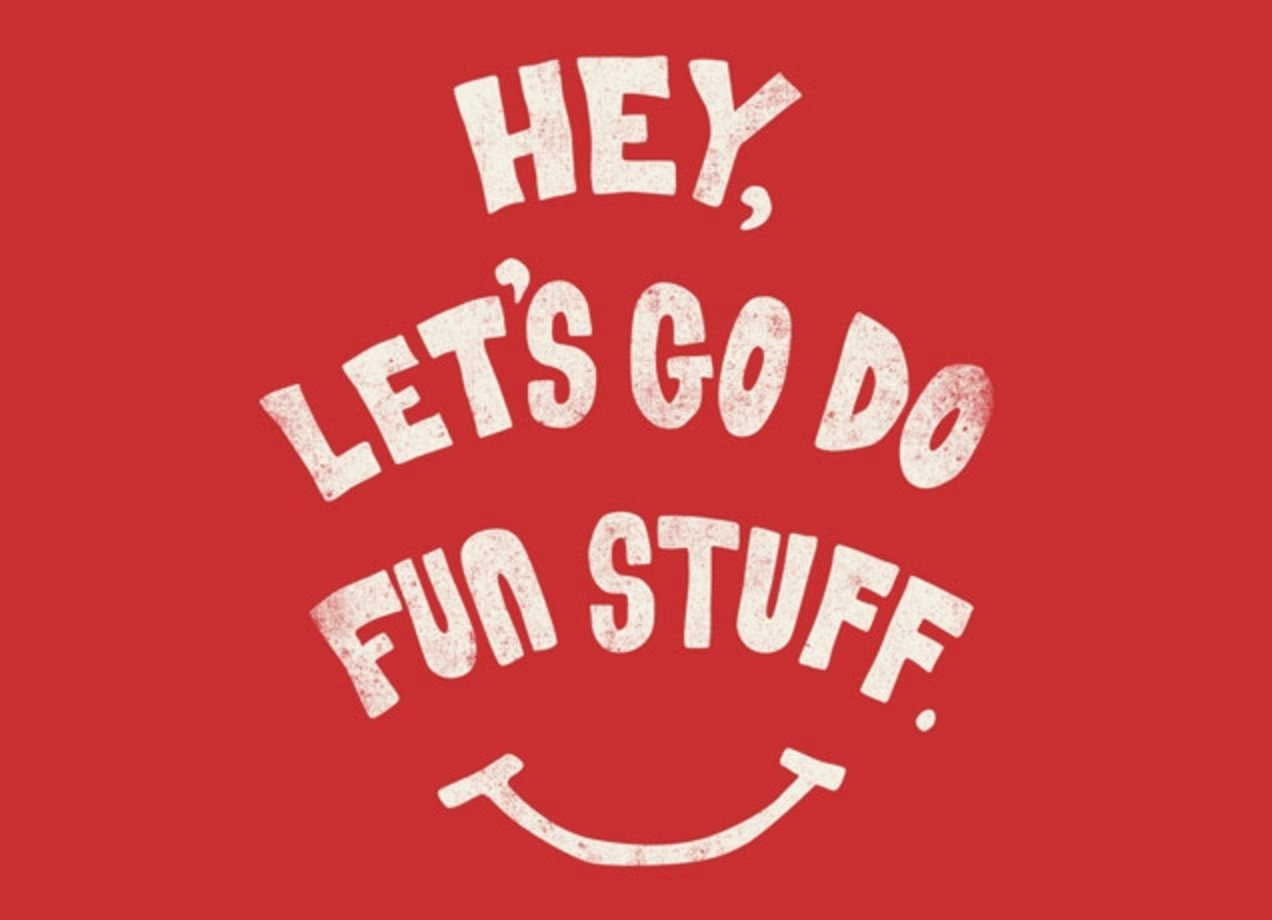 HEY,
LET'S GO DO
FUN STUFF.